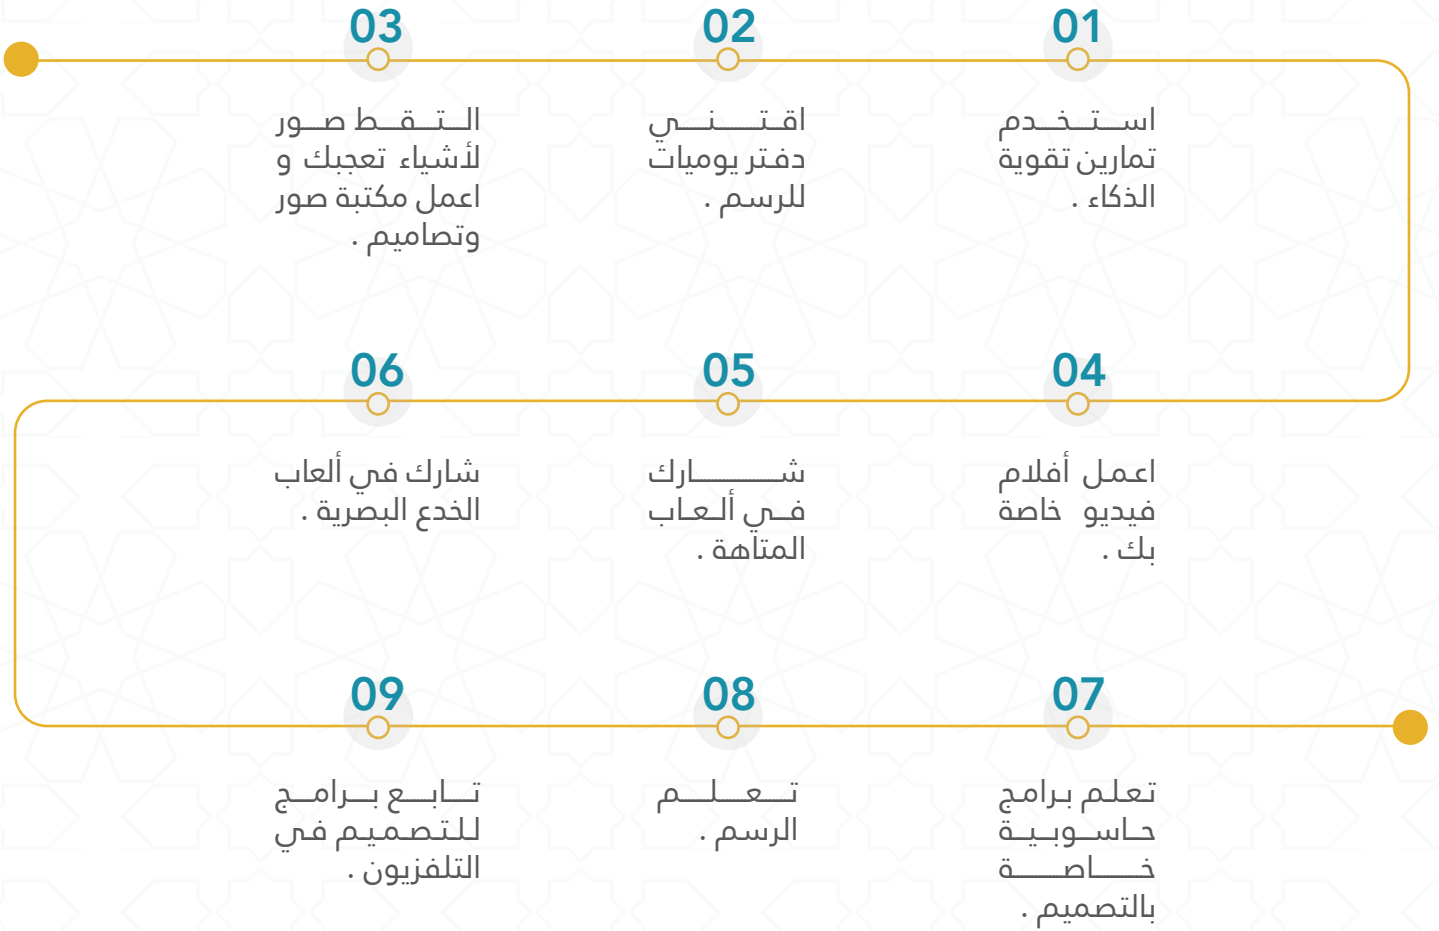 01
استخدم
تمارين تقوية
الذكاء .
02
اقتني
دفتر يوميات
للرسم .
03
التقط صور
لأشياء تعجبك و
اعمل مكتبة صور
وتصاميم .
04
اعمل أفلام
فيديو خاصة
بك .
05
شارك
في ألعاب
المتاهة .
06
شارك في ألعاب
الخدع البصرية .
07
تعلم برامج
حاسوبية
خاصة
بالتصميم .
08
تعلم
الرسم .
09
تابع برامج
للتصميم في
التلفزيون .